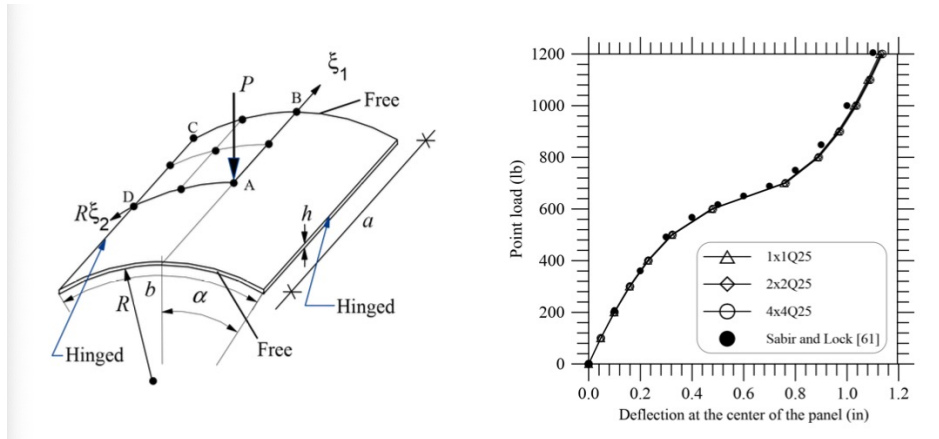 ξ1
P
B
Free
C
A
D
Rξ2
h
a
R
b
α
Hinged
Free
Hinged
1200
1000
800
600
400
200
0
Point load (lb)
1x1Q25
2x2Q25
4x4Q25
Sabir and Lock [61]
0.0 0.2 0.4 0.6 0.8 1.0 1.2
Deflection at the center of the panel (in)